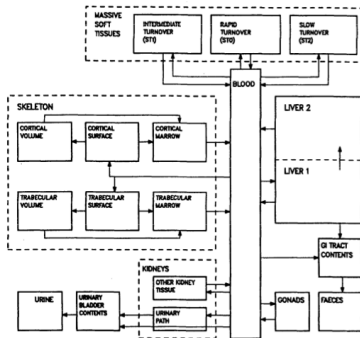 MASSIVE
SOFT
TISSUES
INTERMEDIATE
TURNOVER
(ST1)
RAPID
TURNOVER
(ST0)
SLOW
TURNOVER
(ST2)
BLOOD
SKELETON
CORTICAL
VOLUME
CORTICAL
SURFACE
CORTICAL
MARROW
TRABECULAR
VOLUME
TRABECULAR
SURFACE
TRABECULAR
MARROW
LIVER 2
LIVER 1
GI TRACT
CONTENTS
KIDNEYS
OTHER KIDNEY
TISSUE
URINARY
PATH
URINE
URINARY
BLADDER
CONTENTS
GONADS
FAECES